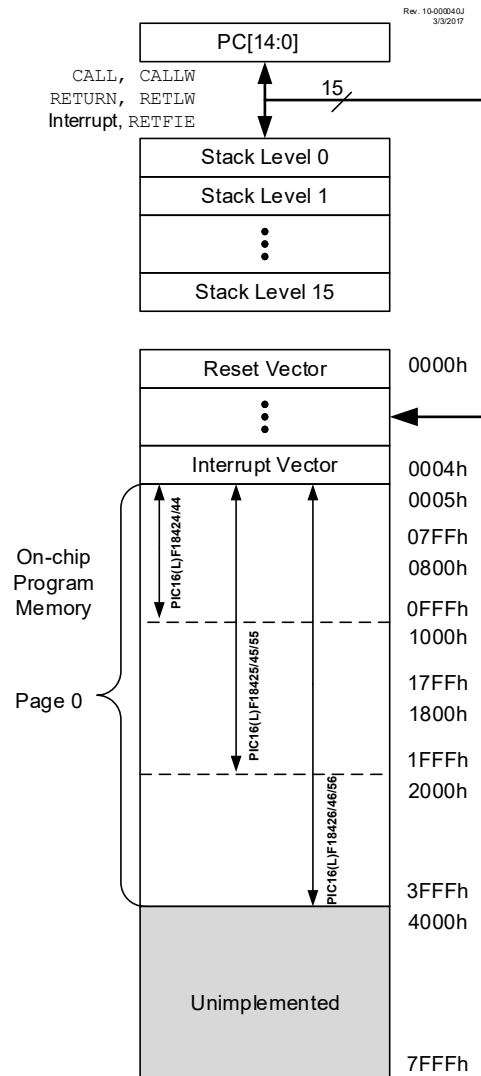 Rev. 10-000040J
3/3/2017
PC[14:0]
CALL, CALLW
RETURN, RETLW
Interrupt, RETFIE
15
Stack Level 0
Stack Level 1
Stack Level 15
Reset Vector
0000h
Interrupt Vector
0004h
0005h
07FFh
0800h
0FFFh
1000h
17FFh
1800h
1FFFh
2000h
3FFFh
4000h
7FFFh
On-chip
Program
Memory
Page 0
PIC16(L)F18424/44
PIC16(L)F18425/45/55
PIC16(L)F18426/46/56
Unimplemented